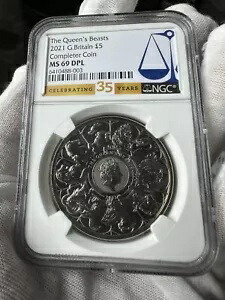 The Queen's Beasts
2021 G.Britain £5
Completer Coin
MS 69 DPL
6410488-003
NGC
CELEBRATING 35 YEARS